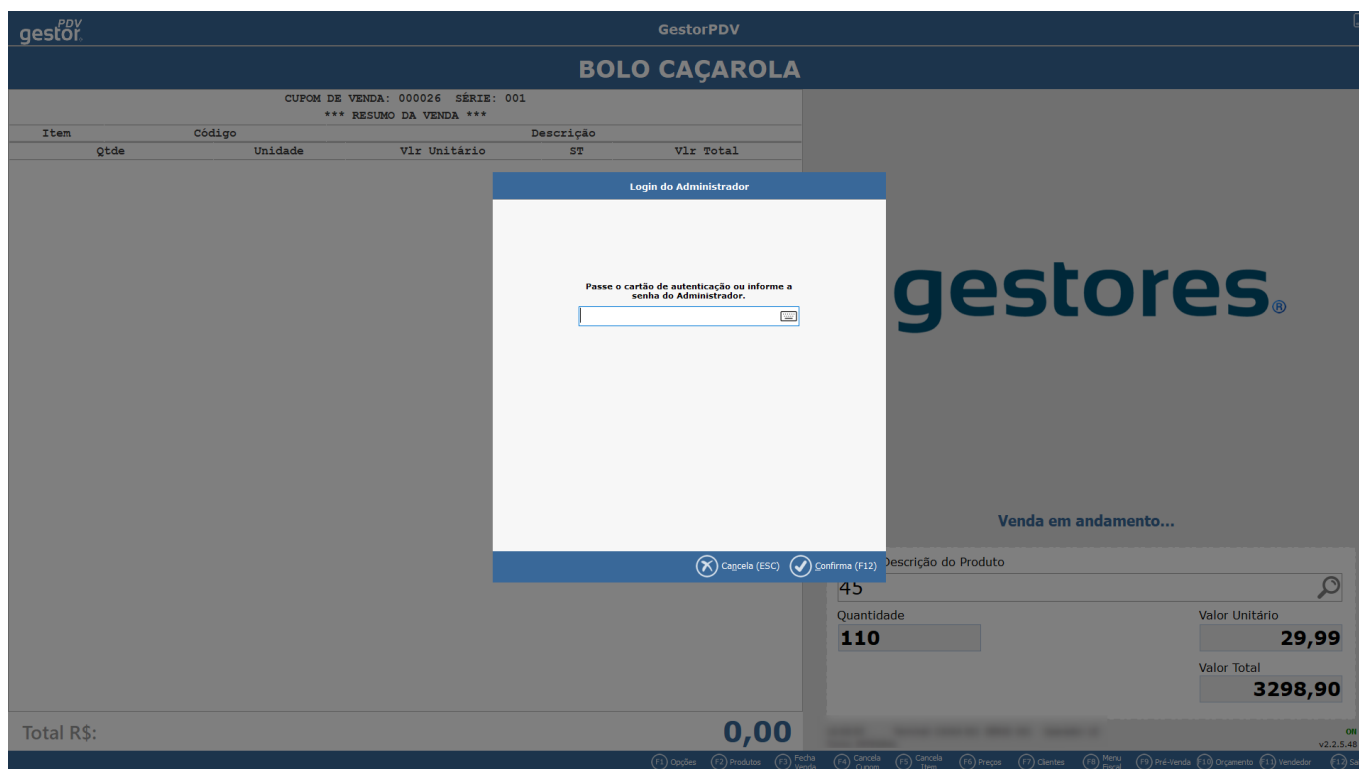 gestor PDV
GestorPDV
BOLO CAÇAROLA
CUPOM DE VENDA: 000026 SÉRIE: 001
*** RESUMO DA VENDA ***
Item Código Descrição
Qtde Unidade Vlr Unitário ST Vlr Total
Login do Administrador
Passe o cartão de autenticação ou informe a
senha do Administrador.
Cancela (ESC) Confirma (F12)
gestores®
Venda em andamento...
Descrição do Produto
45
Quantidade Valor Unitário
110 29,99
Valor Total
3298,90
Total R$: 0,00
ON
v2.2.5.48
F1 Opções F2 Produtos F3 Fecha Venda F4 Cancela Cupom F5 Cancela Item F6 Preços F7 Clientes F8 Menu Fiscal F9 Pré-Venda F10 Orçamento F11 Vendedor F12 Sa